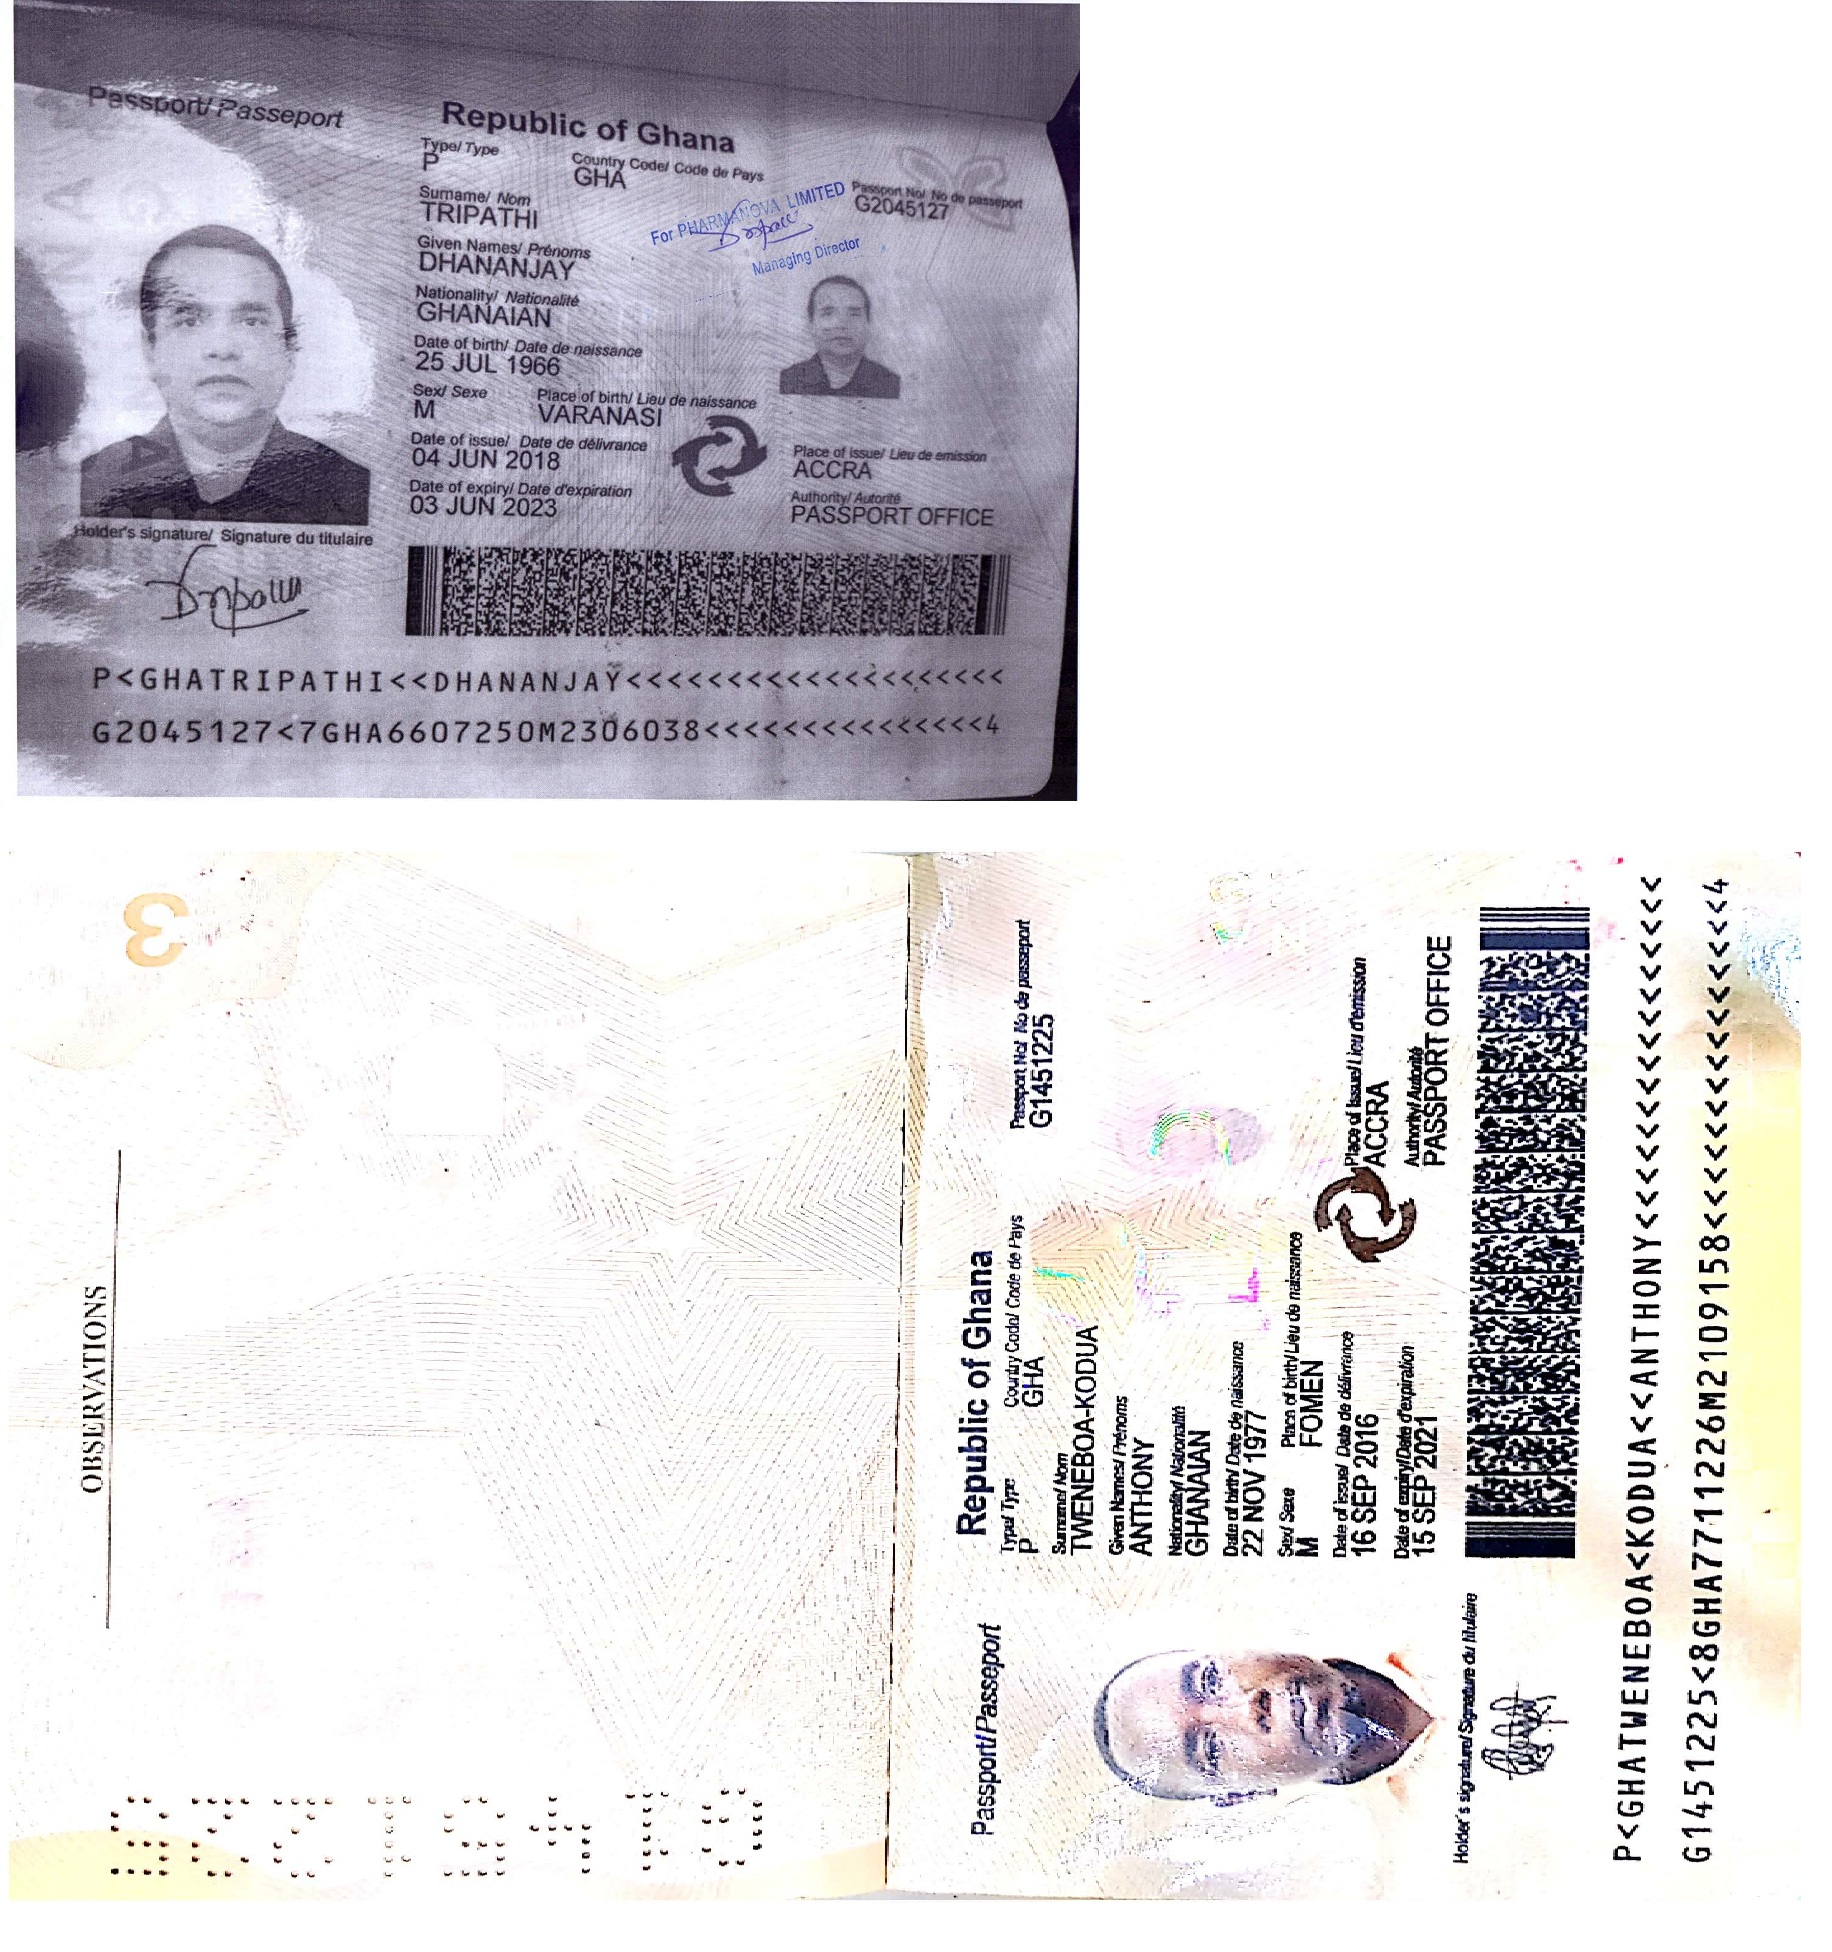 Passport/ Passeport
Republic of Ghana
Type/ Type
P
Country Code/ Code de Pays
GHA
Passport No/ No de passeport
G2045127
Surname/ Nom
TRIPATHI
For PHARMANOVA LIMITED
Managing Director
Given Names/ Prénoms
DHANANJAY
Nationality/ Nationalité
GHANAIAN
Date of birth/ Date de naissance
25 JUL 1966
Sex/ Sexe
M
Place of birth/ Lieu de naissance
VARANASI
Date of issue/ Date de délivrance
04 JUN 2018
Place of issue/ Lieu de emission
ACCRA
Date of expiry/ Date d'expiration
03 JUN 2023
Authority/ Autorité
PASSPORT OFFICE
Holder's signature/ Signature du titulaire
P<GHATRIPATHI<<DHANANJAY<<<<<<<<<<<<<<<<<<<<
G2045127<7GHA6607250M2306038<<<<<<<<<<<<<<<4
3
OBSERVATIONS
G1451225
Passport/Passeport
Republic of Ghana
Type/ Type
P
Country Code/ Code de Pays
GHA
Passport No/ No de passeport
G1451225
Surname/ Nom
TWENEBOA-KODUA
Given Names/ Prénoms
ANTHONY
Nationality/ Nationalité
GHANAIAN
Date of birth/ Date de naissance
22 NOV 1977
Sex/ Sexe
M
Place of birth/ Lieu de naissance
FOMEN
Date of issue/ Date de délivrance
16 SEP 2016
Place of issue/ Lieu d'emission
ACCRA
Date of expiry/Date d'expiration
15 SEP 2021
Authority/ Autorité
PASSPORT OFFICE
Holder's signature/ Signature du titulaire
P<GHATWENEBOA<KODUA<<ANTHONY<<<<<<<<<<<<<<<<
G1451225<8GHA7711226M2109158<<<<<<<<<<<<<<<4